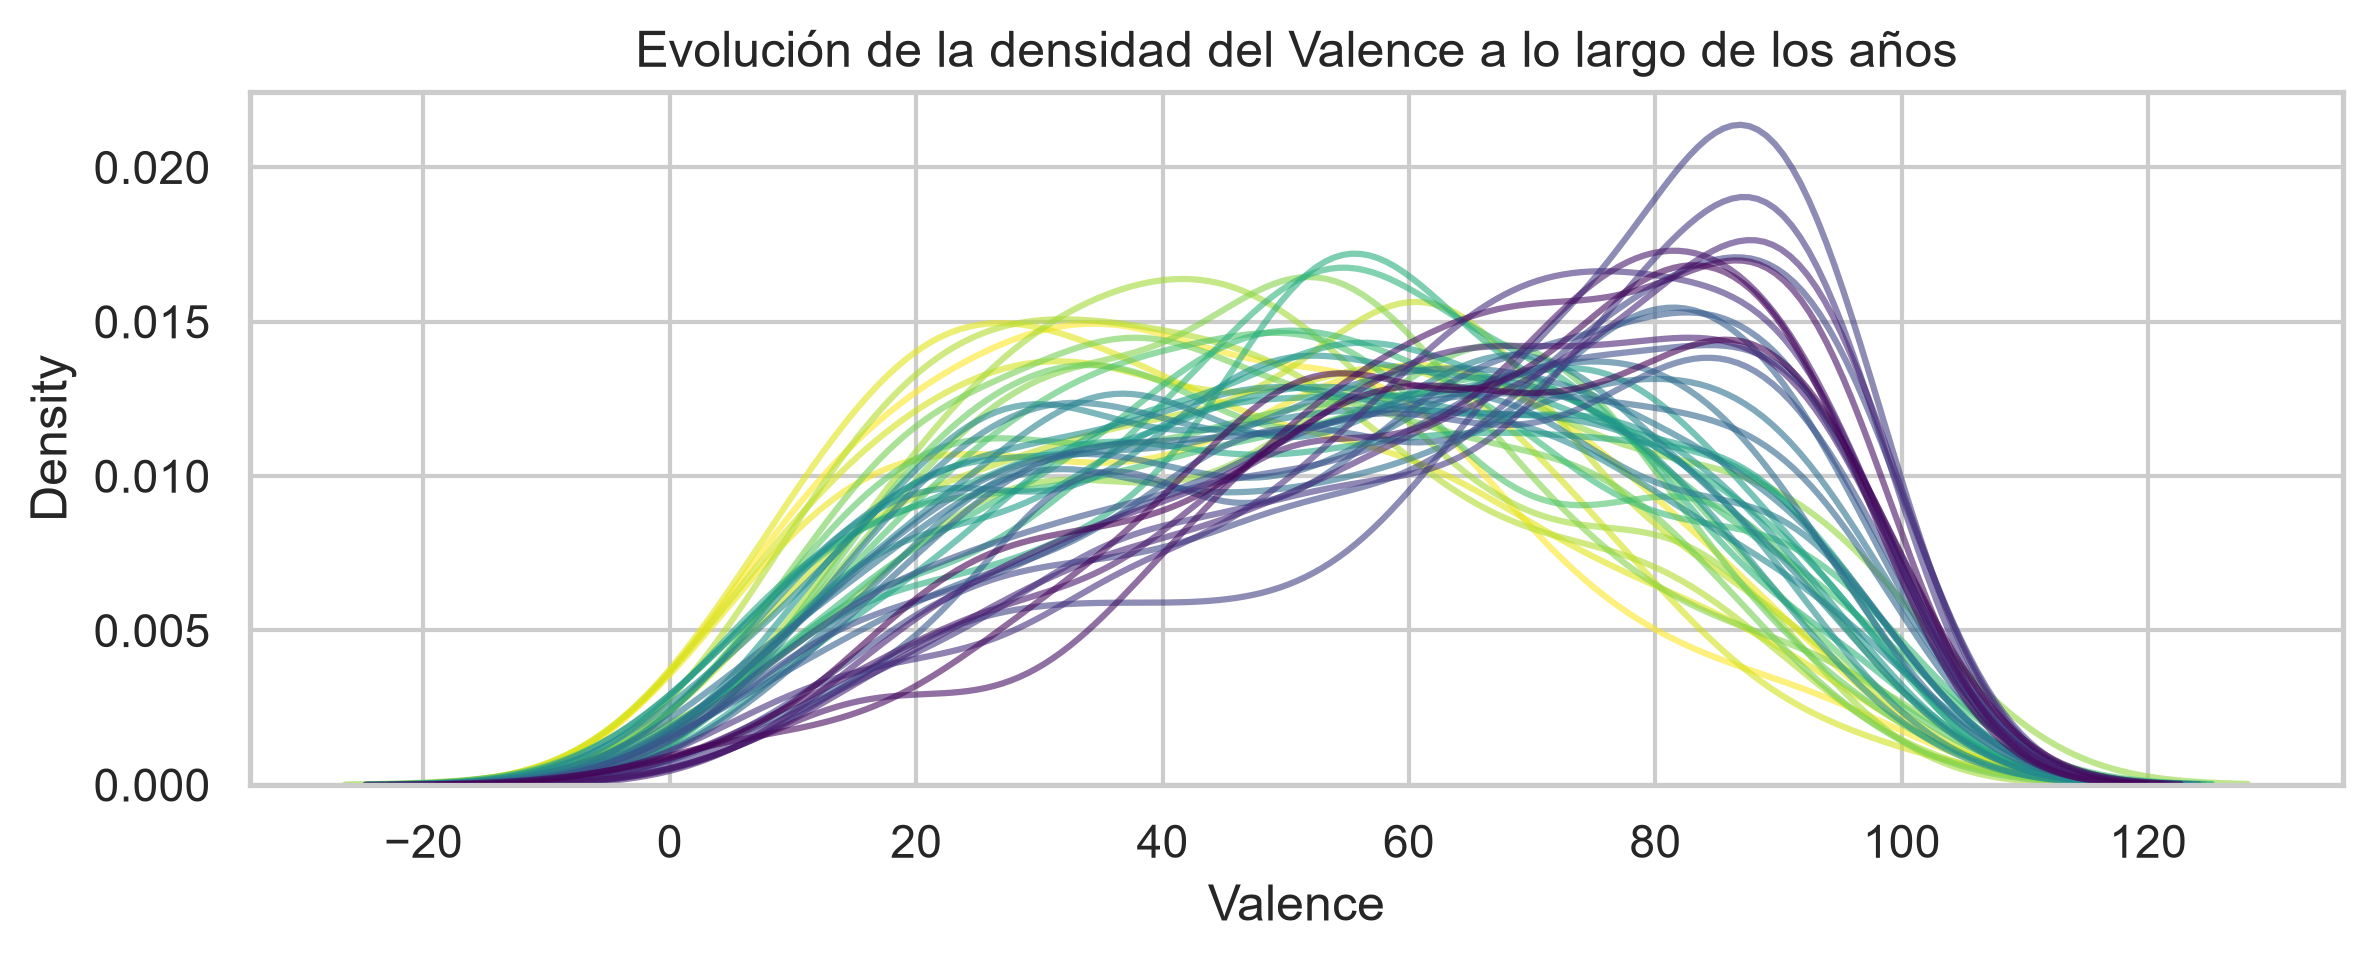 Evolución de la densidad del Valence a lo largo de los años
Density
0.020
0.015
0.010
0.005
0.000
−20 0 20 40 60 80 100 120
Valence